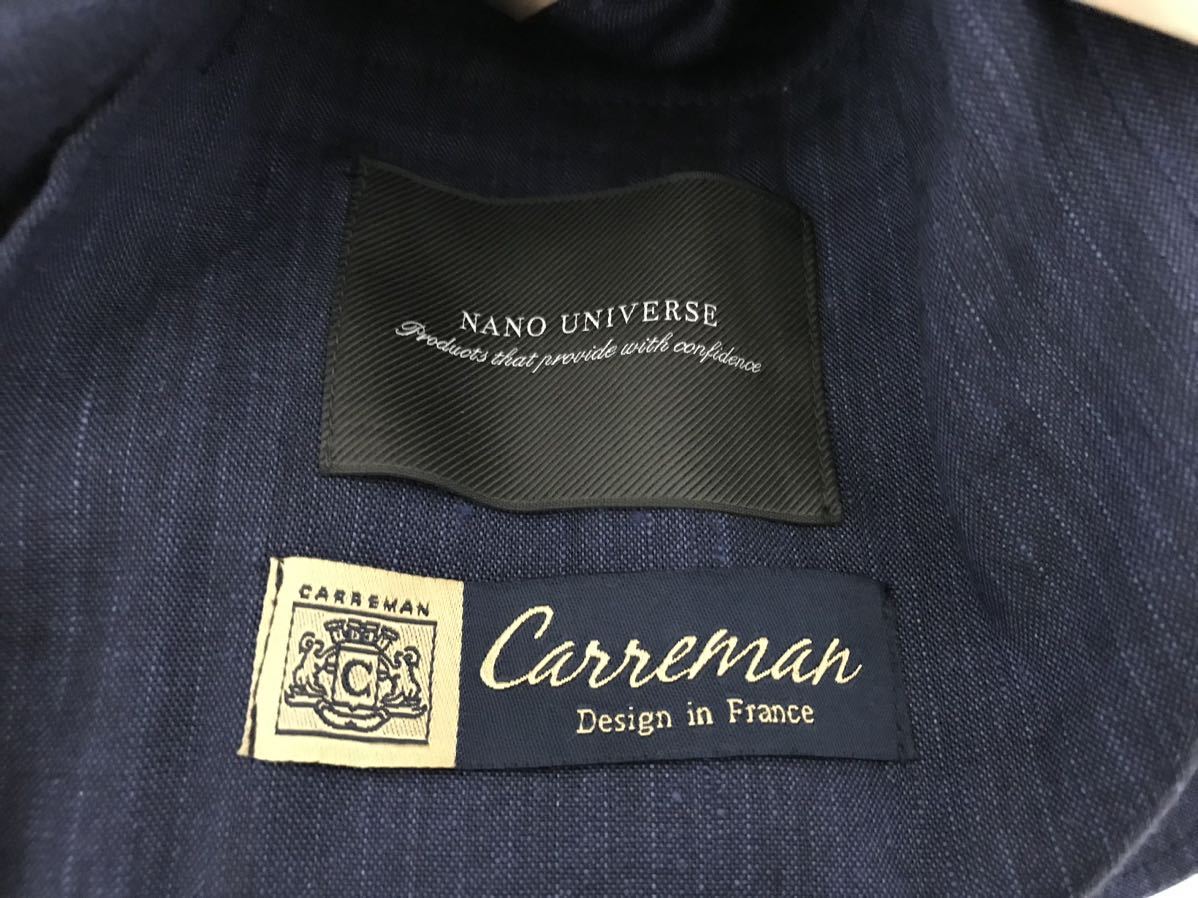 NANO UNIVERSE
Products that provide with confidence
CARREMAN
C
Carreman
Design in France